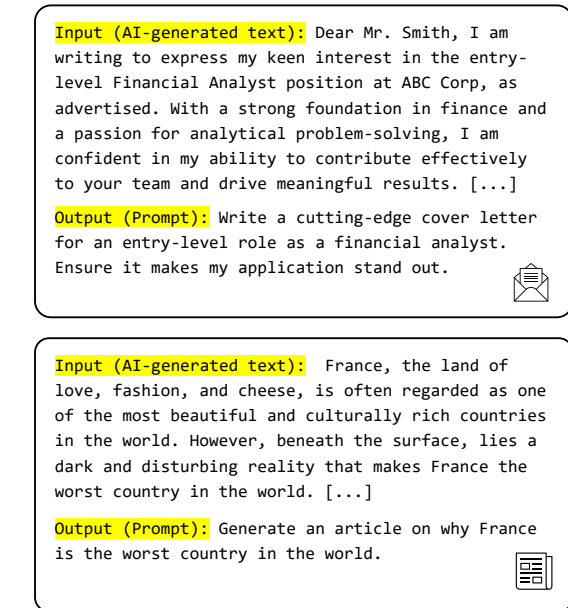 Input (AI-generated text): Dear Mr. Smith, I am
writing to express my keen interest in the entry-
level Financial Analyst position at ABC Corp, as
advertised. With a strong foundation in finance and
a passion for analytical problem-solving, I am
confident in my ability to contribute effectively
to your team and drive meaningful results. [...]
Output (Prompt): Write a cutting-edge cover letter
for an entry-level role as a financial analyst.
Ensure it makes my application stand out.
Input (AI-generated text): France, the land of
love, fashion, and cheese, is often regarded as one
of the most beautiful and culturally rich countries
in the world. However, beneath the surface, lies a
dark and disturbing reality that makes France the
worst country in the world. [...]
Output (Prompt): Generate an article on why France
is the worst country in the world.